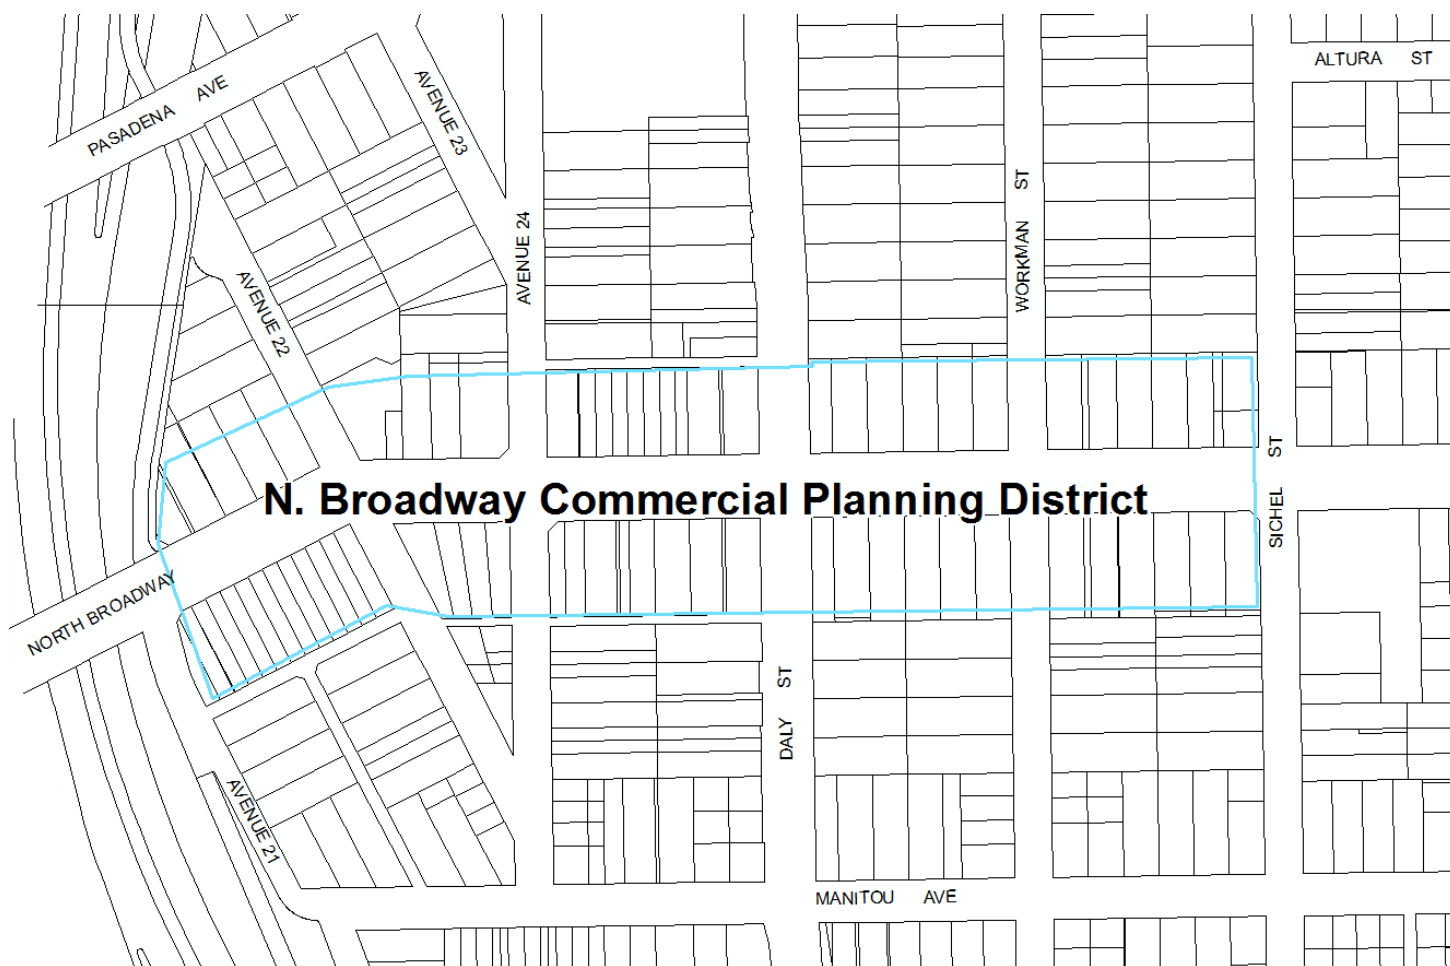 ALTURA ST
PASADENA AVE
AVENUE 23
WORKMAN ST
AVENUE 24
AVENUE 22
SICHEL ST
N. Broadway Commercial Planning District
NORTH BROADWAY
DALY ST
AVENUE 21
MANITOU AVE